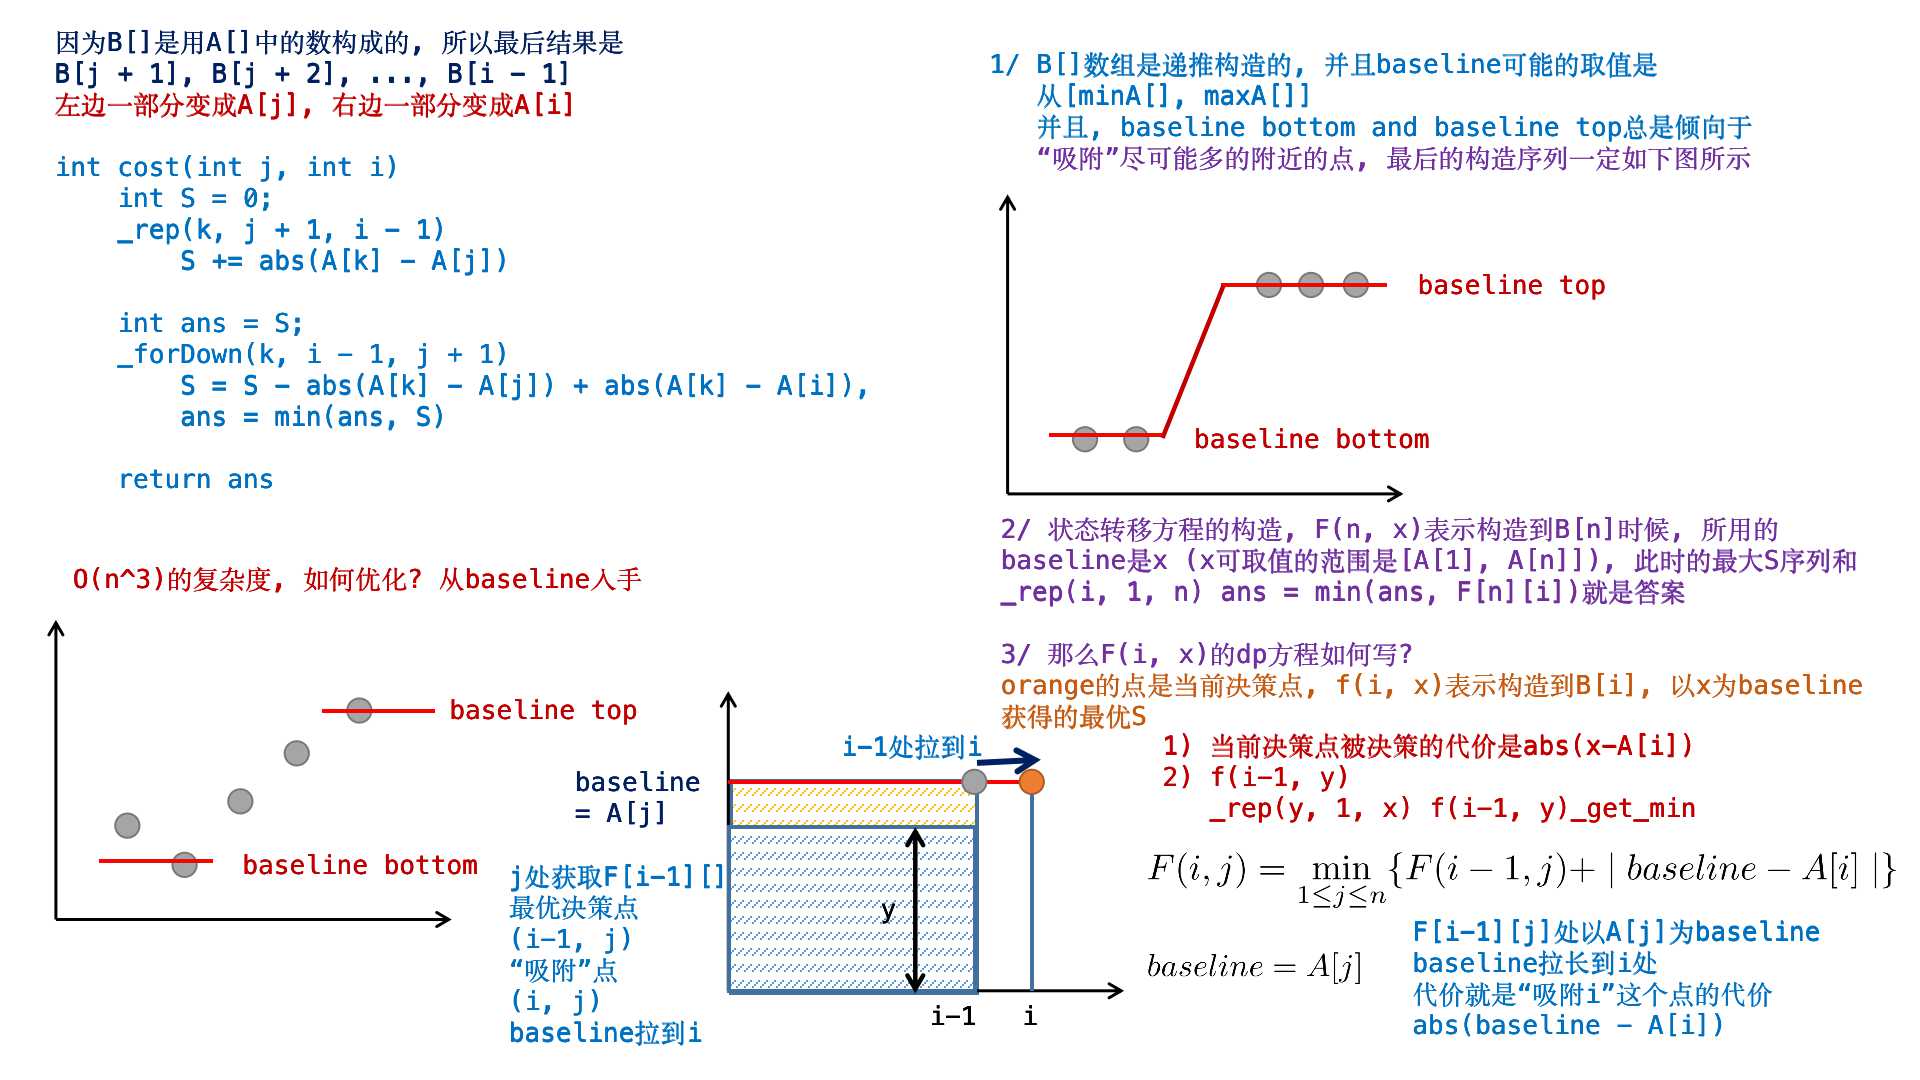 因为B[]是用A[]中的数构成的, 所以最后结果是
B[j + 1], B[j + 2], ..., B[i - 1]
左边一部分变成A[j], 右边一部分变成A[i]
int cost(int j, int i)
int S = 0;
_rep(k, j + 1, i - 1)
S += abs(A[k] - A[j])
int ans = S;
_forDown(k, i - 1, j + 1)
S = S - abs(A[k] - A[j]) + abs(A[k] - A[i]),
ans = min(ans, S)
return ans
O(n^3)的复杂度, 如何优化? 从baseline入手
baseline top
baseline bottom
1/ B[]数组是递推构造的, 并且baseline可能的取值是
从[minA[], maxA[]]
并且, baseline bottom and baseline top总是倾向于
“吸附”尽可能多的附近的点, 最后的构造序列一定如下图所示
baseline top
baseline bottom
2/ 状态转移方程的构造, F(n, x)表示构造到B[n]时候, 所用的
baseline是x (x可取值的范围是[A[1], A[n]]), 此时的最大S序列和
_rep(i, 1, n) ans = min(ans, F[n][i])就是答案
3/ 那么F(i, x)的dp方程如何写?
orange的点是当前决策点, f(i, x)表示构造到B[i], 以x为baseline
获得的最优S
1) 当前决策点被决策的代价是abs(x-A[i])
2) f(i-1, y)
_rep(y, 1, x) f(i-1, y)_get_min
i-1处拉到i
baseline
= A[j]
j处获取F[i-1][]
最优决策点
(i-1, j)
“吸附”点
(i, j)
baseline拉到i
y
i-1
i
F(i, j) = min 1≤j≤n {F(i − 1, j)+ | baseline − A[i] |}
baseline = A[j]
F[i-1][j]处以A[j]为baseline
baseline拉长到i处
代价就是“吸附i”这个点的代价
abs(baseline - A[i])